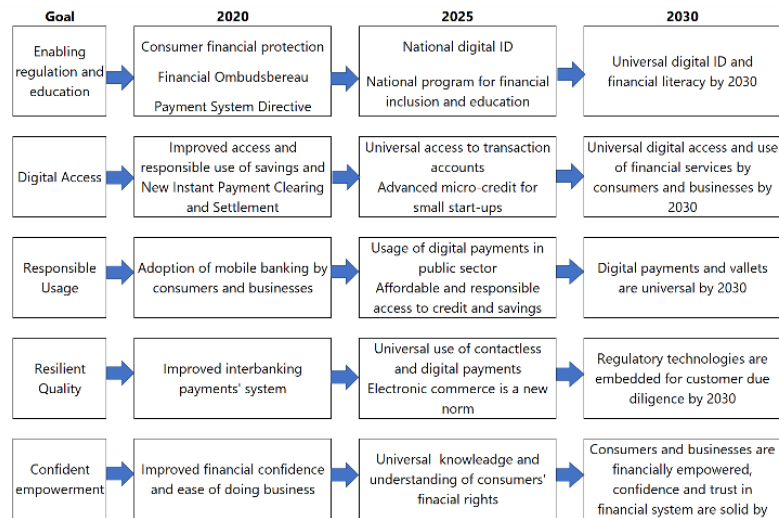 Goal
2020
2025
2030
Enabling
regulation and
education
Consumer financial protection
Financial Ombudsbereau
Payment System Directive
National digital ID
National program for financial
inclusion and education
Universal digital ID and
financial literacy by 2030
Digital Access
Improved access and
responsible use of savings and
New Instant Payment Clearing
and Settlement
Universal access to transaction
accounts
Advanced micro-credit for
small start-ups
Universal digital access and use
of financial services by
consumers and businesses by
2030
Responsible
Usage
Adoption of mobile banking by
consumers and businesses
Usage of digital payments in
public sector
Affordable and responsible
access to credit and savings
Digital payments and vallets
are universal by 2030
Resilient
Quality
Improved interbanking
payments' system
Universal use of contactless
and digital payments
Electronic commerce is a new
norm
Regulatory technologies are
embedded for customer due
diligence by 2030
Confident
empowerment
Improved financial confidence
and ease of doing business
Universal knowleadge and
understanding of consumers'
finacial rights
Consumers and businesses are
financially empowered,
confidence and trust in
financial system are solid by